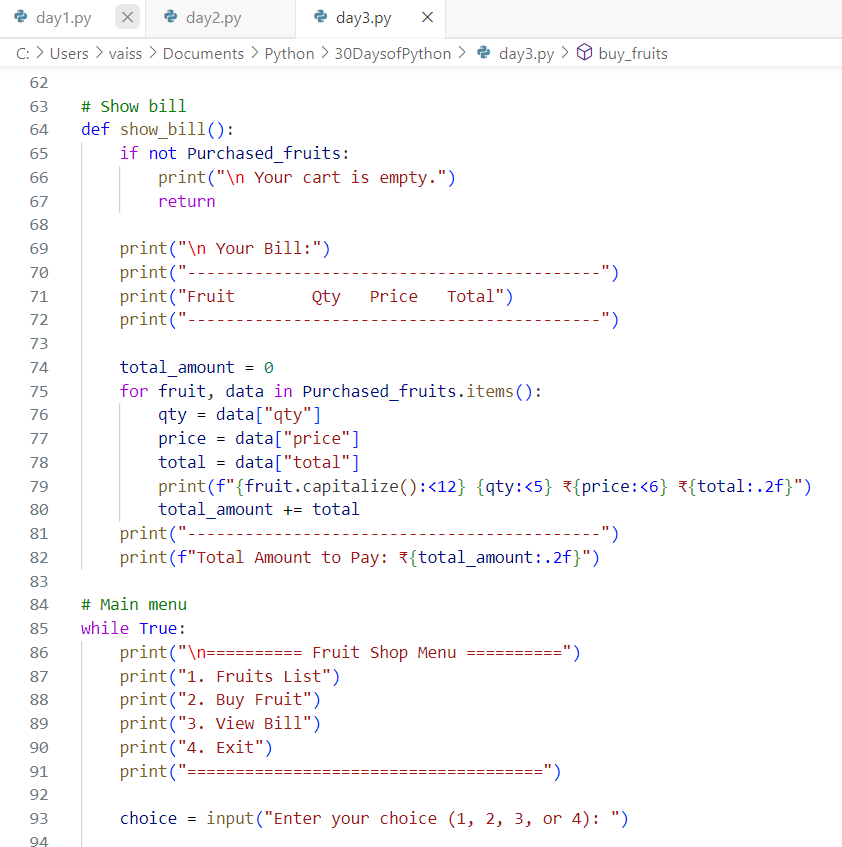 day1.py day2.py day3.py
C: > Users > vaiss > Documents > Python > 30DaysofPython > day3.py > buy_fruits
62
63 # Show bill
64 def show_bill():
65     if not Purchased_fruits:
66         print("\n Your cart is empty.")
67         return
68
69     print("\n Your Bill:")
70     print("-------------------------------------------")
71     print("Fruit        Qty   Price   Total")
72     print("-------------------------------------------")
73
74     total_amount = 0
75     for fruit, data in Purchased_fruits.items():
76         qty = data["qty"]
77         price = data["price"]
78         total = data["total"]
79         print(f"{fruit.capitalize():<12} {qty:<5} ₹{price:<6} ₹{total:.2f}")
80         total_amount += total
81     print("-------------------------------------------")
82     print(f"Total Amount to Pay: ₹{total_amount:.2f}")
83
84 # Main menu
85 while True:
86     print("\n========== Fruit Shop Menu ==========")
87     print("1. Fruits List")
88     print("2. Buy Fruit")
89     print("3. View Bill")
90     print("4. Exit")
91     print("=====================================")
92
93     choice = input("Enter your choice (1, 2, 3, or 4): ")
94